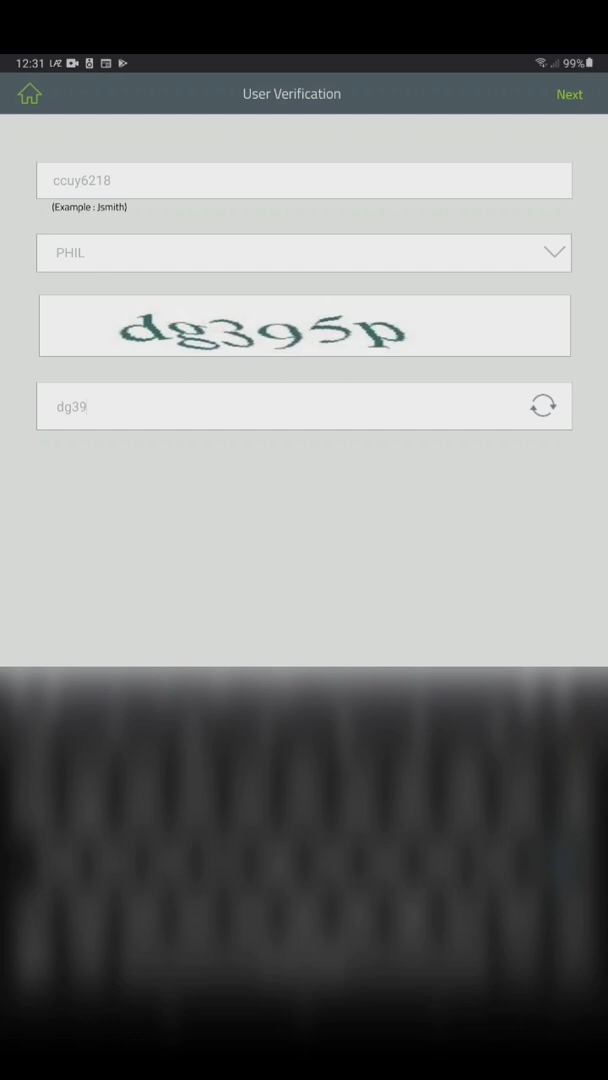 12:31 99%
User Verification Next
ccuy6218
(Example : Jsmith)
PHIL
dg395p
dg39